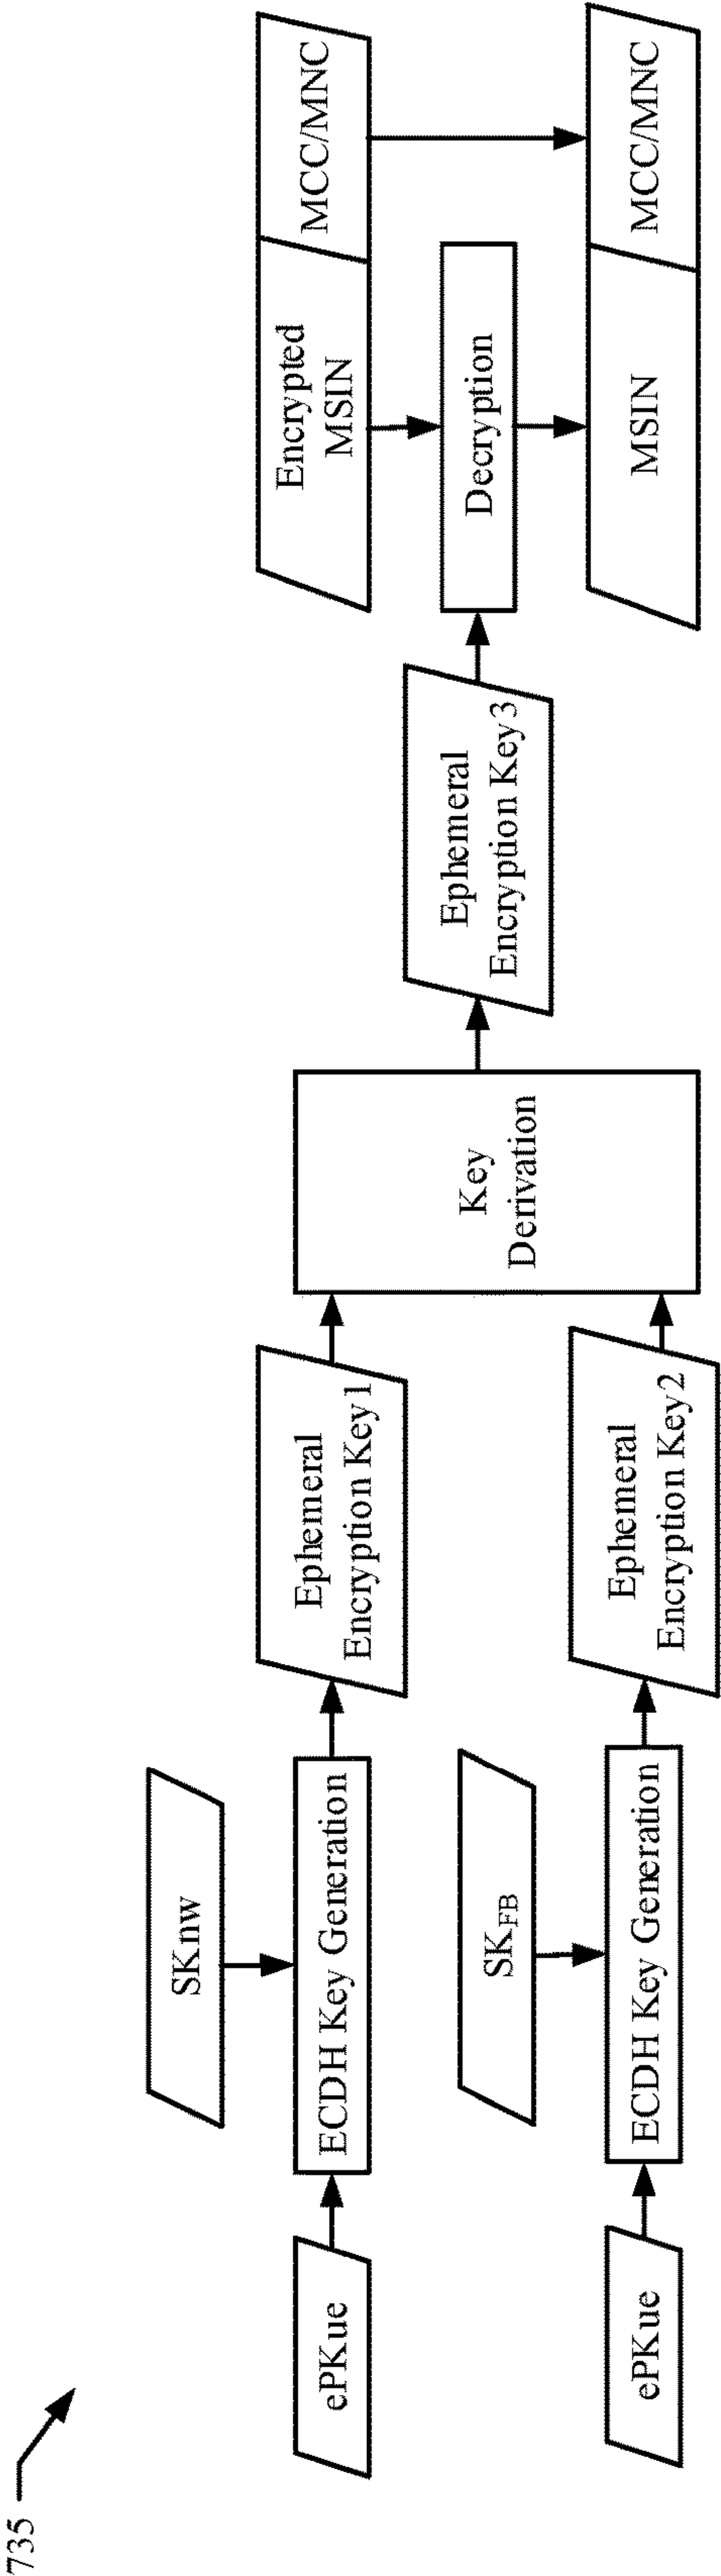 735
ePKue
SKnw
ECDH Key Generation
Ephemeral
Encryption Key1
ePKue
SKFB
ECDH Key Generation
Ephemeral
Encryption Key2
Key
Derivation
Ephemeral
Encryption Key3
Encrypted
MSIN
MCC/MNC
Decryption
MSIN
MCC/MNC